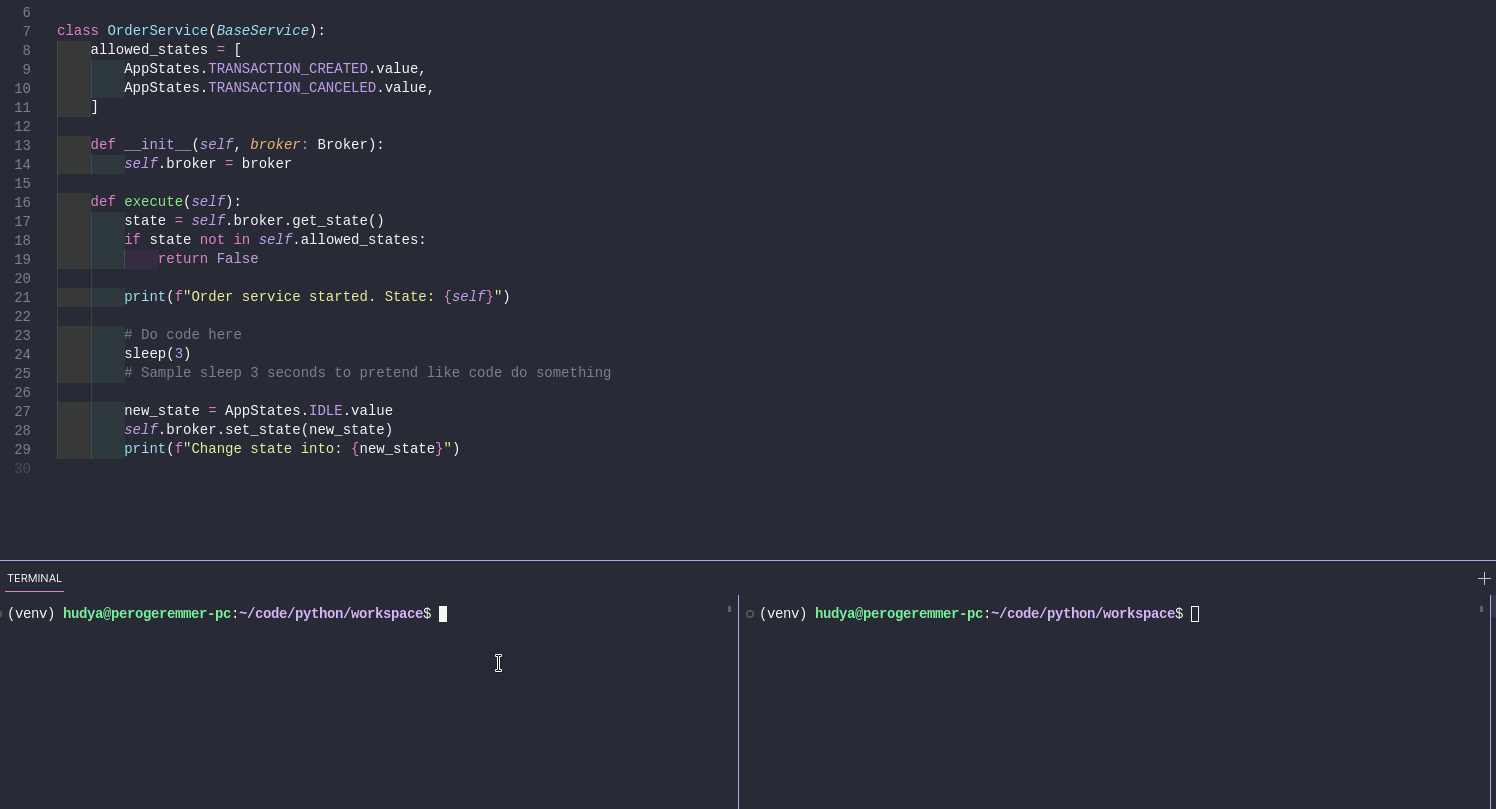 6
7 class OrderService(BaseService):
8     allowed_states = [
9         AppStates.TRANSACTION_CREATED.value,
10         AppStates.TRANSACTION_CANCELED.value,
11     ]
12
13     def __init__(self, broker: Broker):
14         self.broker = broker
15
16     def execute(self):
17         state = self.broker.get_state()
18         if state not in self.allowed_states:
19             return False
20
21         print(f"Order service started. State: {self}")
22
23         # Do code here
24         sleep(3)
25         # Sample sleep 3 seconds to pretend like code do something
26
27         new_state = AppStates.IDLE.value
28         self.broker.set_state(new_state)
29         print(f"Change state into: {new_state}")
30
TERMINAL
(venv) hudya@perogeremmer-pc:~/code/python/workspace$
(venv) hudya@perogeremmer-pc:~/code/python/workspace$